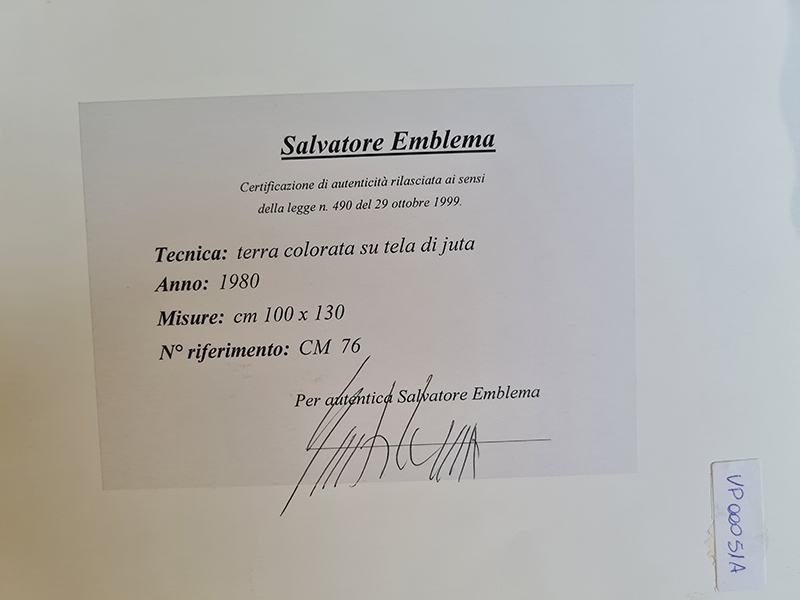 Salvatore Emblema
Certificazione di autenticità rilasciata ai sensi
della legge n. 490 del 29 ottobre 1999.
Tecnica: terra colorata su tela di juta
Anno: 1980
Misure: cm 100 x 130
N° riferimento: CM 76
Per autentica Salvatore Emblema
VP00051A